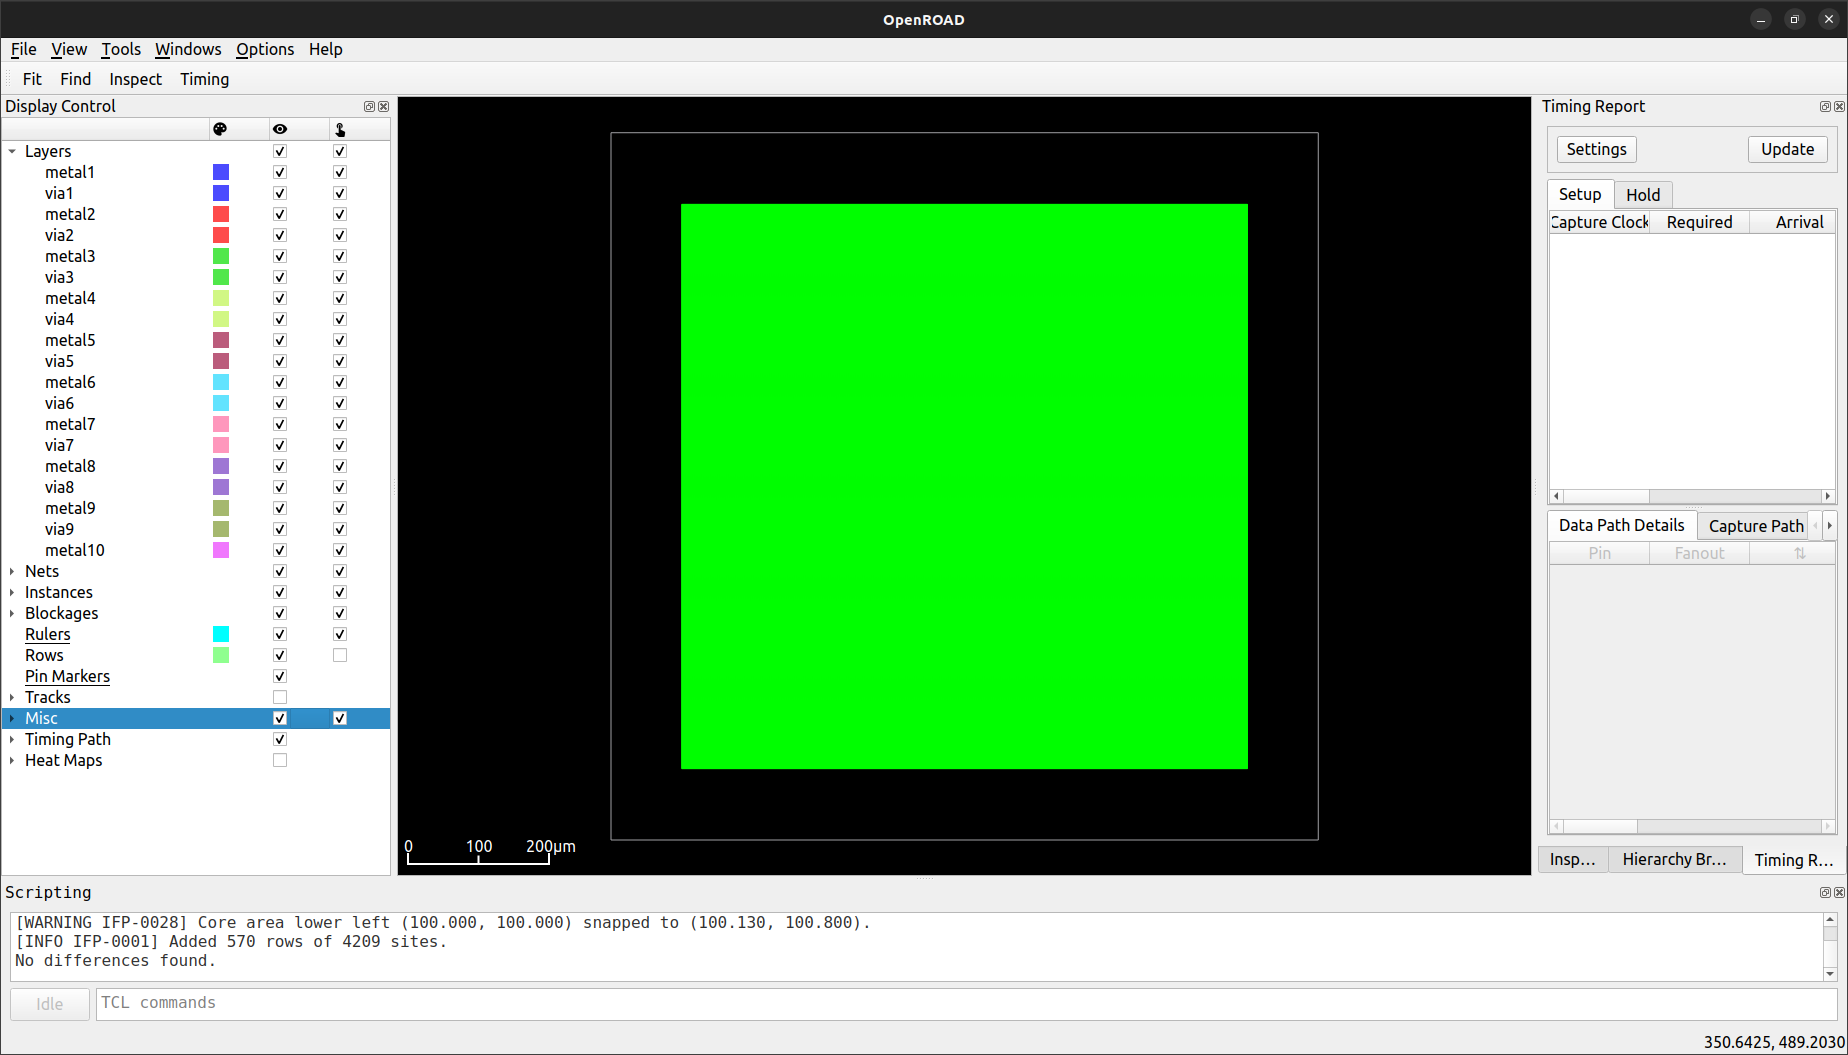 OpenROAD
File View Tools Windows Options Help
Fit Find Inspect Timing
Display Control
Layers
metal1
via1
metal2
via2
metal3
via3
metal4
via4
metal5
via5
metal6
via6
metal7
via7
metal8
via8
metal9
via9
metal10
Nets
Instances
Blockages
Rulers
Rows
Pin Markers
Tracks
Misc
Timing Path
Heat Maps
0 100 200µm
Timing Report
Settings Update
Setup Hold
Capture Clock Required Arrival
Data Path Details Capture Path
Pin Fanout ⇅
Insp... Hierarchy Br... Timing R...
Scripting
[WARNING IFP-0028] Core area lower left (100.000, 100.000) snapped to (100.130, 100.800).
[INFO IFP-0001] Added 570 rows of 4209 sites.
No differences found.
Idle TCL commands
350.6425, 489.2030